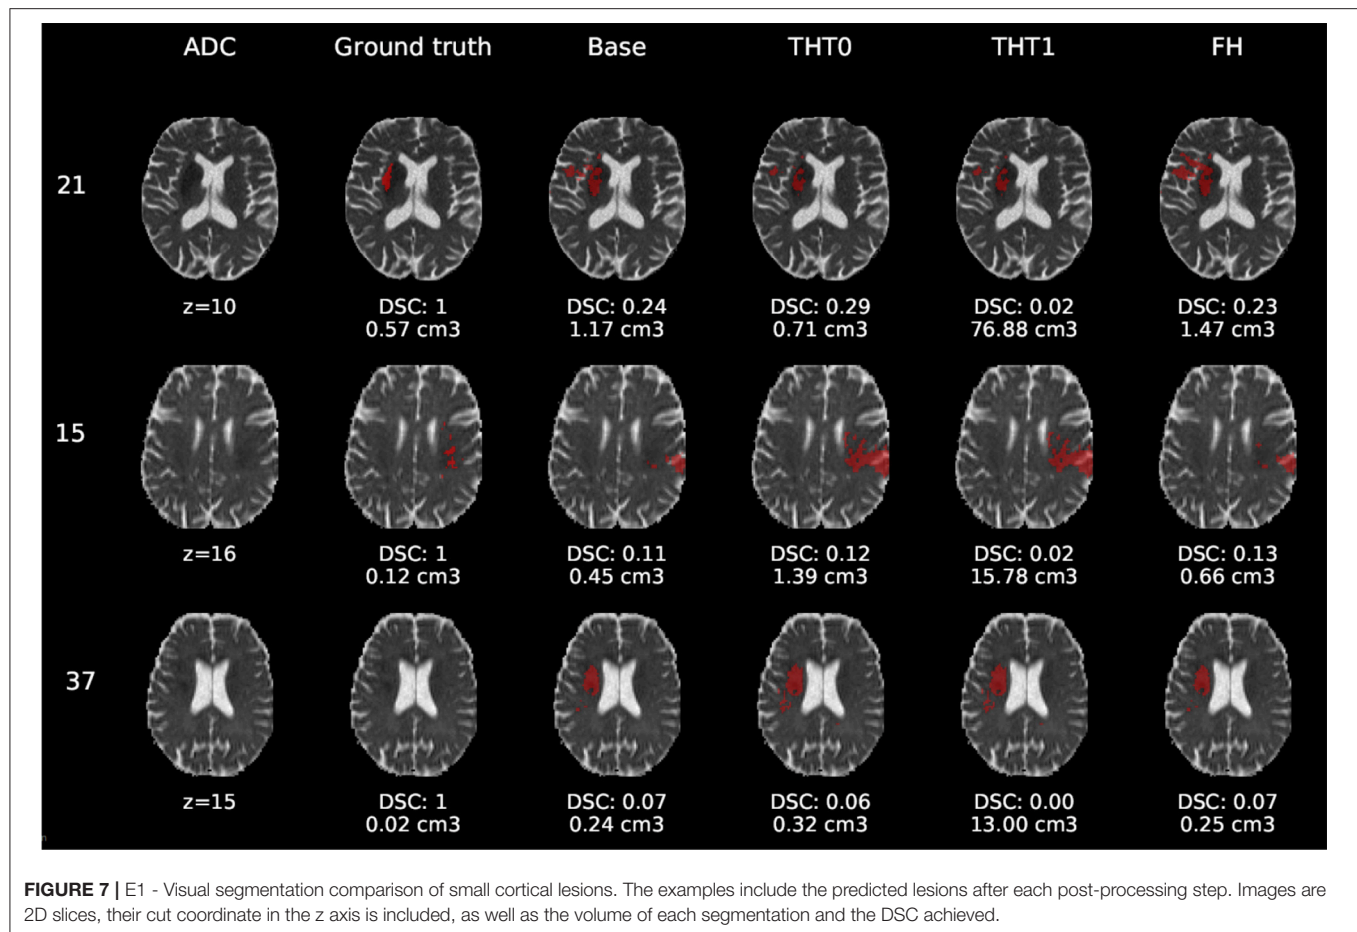 ADC Ground truth Base THT0 THT1 FH
21
z=10 DSC: 1 DSC: 0.24 DSC: 0.29 DSC: 0.02 DSC: 0.23
0.57 cm3 1.17 cm3 0.71 cm3 76.88 cm3 1.47 cm3
15
z=16 DSC: 1 DSC: 0.11 DSC: 0.12 DSC: 0.02 DSC: 0.13
0.12 cm3 0.45 cm3 1.39 cm3 15.78 cm3 0.66 cm3
37
z=15 DSC: 1 DSC: 0.07 DSC: 0.06 DSC: 0.00 DSC: 0.07
0.02 cm3 0.24 cm3 0.32 cm3 13.00 cm3 0.25 cm3
FIGURE 7 | E1 - Visual segmentation comparison of small cortical lesions. The examples include the predicted lesions after each post-processing step. Images are
2D slices, their cut coordinate in the z axis is included, as well as the volume of each segmentation and the DSC achieved.